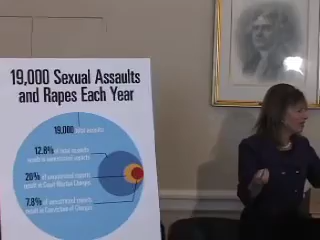 19,000 Sexual Assaults
and Rapes Each Year
19,000 total assaults
12.8% of total assaults
result in unrestricted reports
20% of unrestricted reports
result in Court Martial Charges
7.8% of unrestricted reports
result in Conviction of Charges